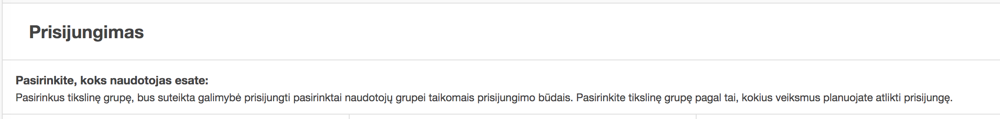 Prisijungimas
Pasirinkite, koks naudotojas esate:
Pasirinkus tikslinę grupę, bus suteikta galimybė prisijungti pasirinktai naudotojų grupei taikomais prisijungimo būdais. Pasirinkite tikslinę grupę pagal tai, kokius veiksmus planuojate atlikti prisijungę.